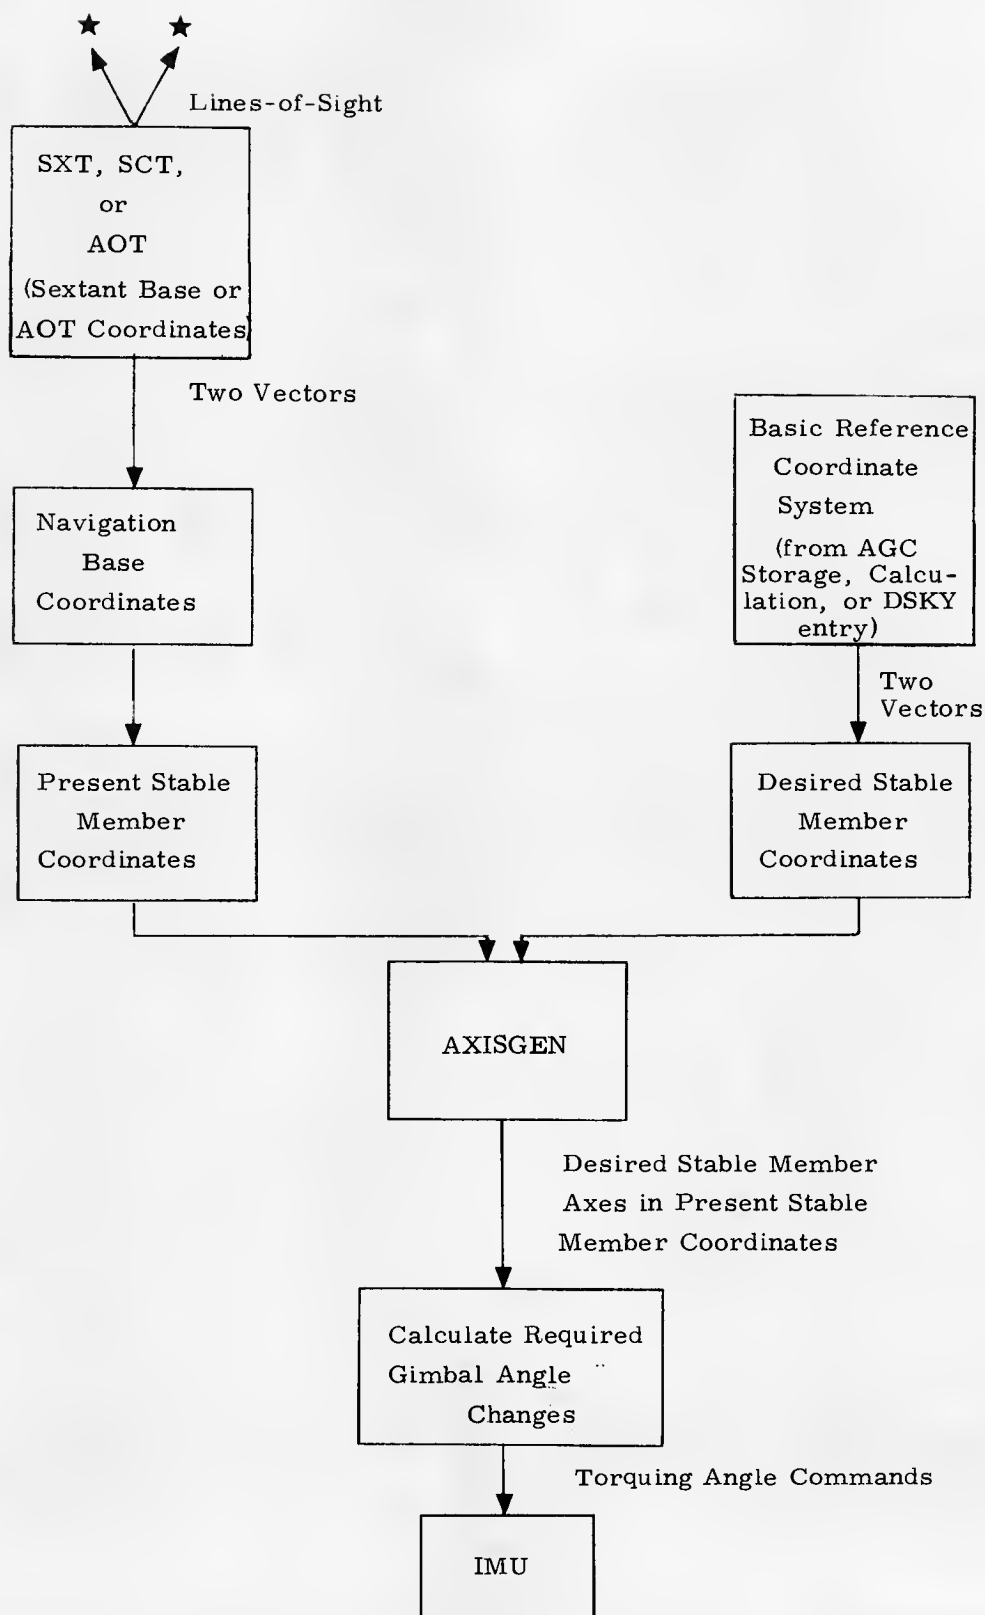 Lines-of-Sight
SXT, SCT,
or
AOT
(Sextant Base or
AOT Coordinates)
Two Vectors
Navigation
Base
Coordinates
Present Stable
Member
Coordinates
Basic Reference
Coordinate
System
(from AGC
Storage, Calcu-
lation, or DSKY
entry)
Two
Vectors
Desired Stable
Member
Coordinates
AXISGEN
Desired Stable Member
Axes in Present Stable
Member Coordinates
Calculate Required
Gimbal Angle
Changes
Torquing Angle Commands
IMU